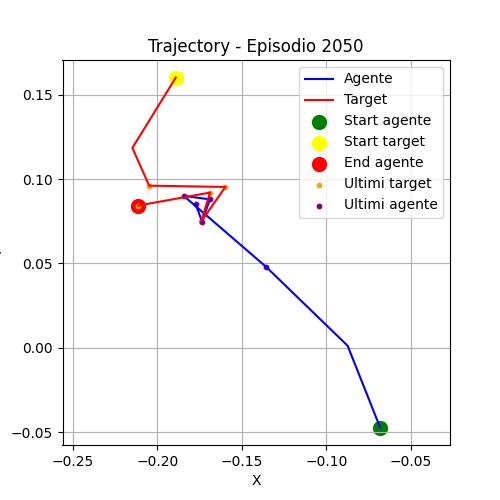 Trajectory - Episodio 2050
Agente
Target
Start agente
Start target
End agente
Ultimi target
Ultimi agente
0.15
0.10
0.05
0.00
−0.05
−0.25
−0.20
−0.15
−0.10
−0.05
X